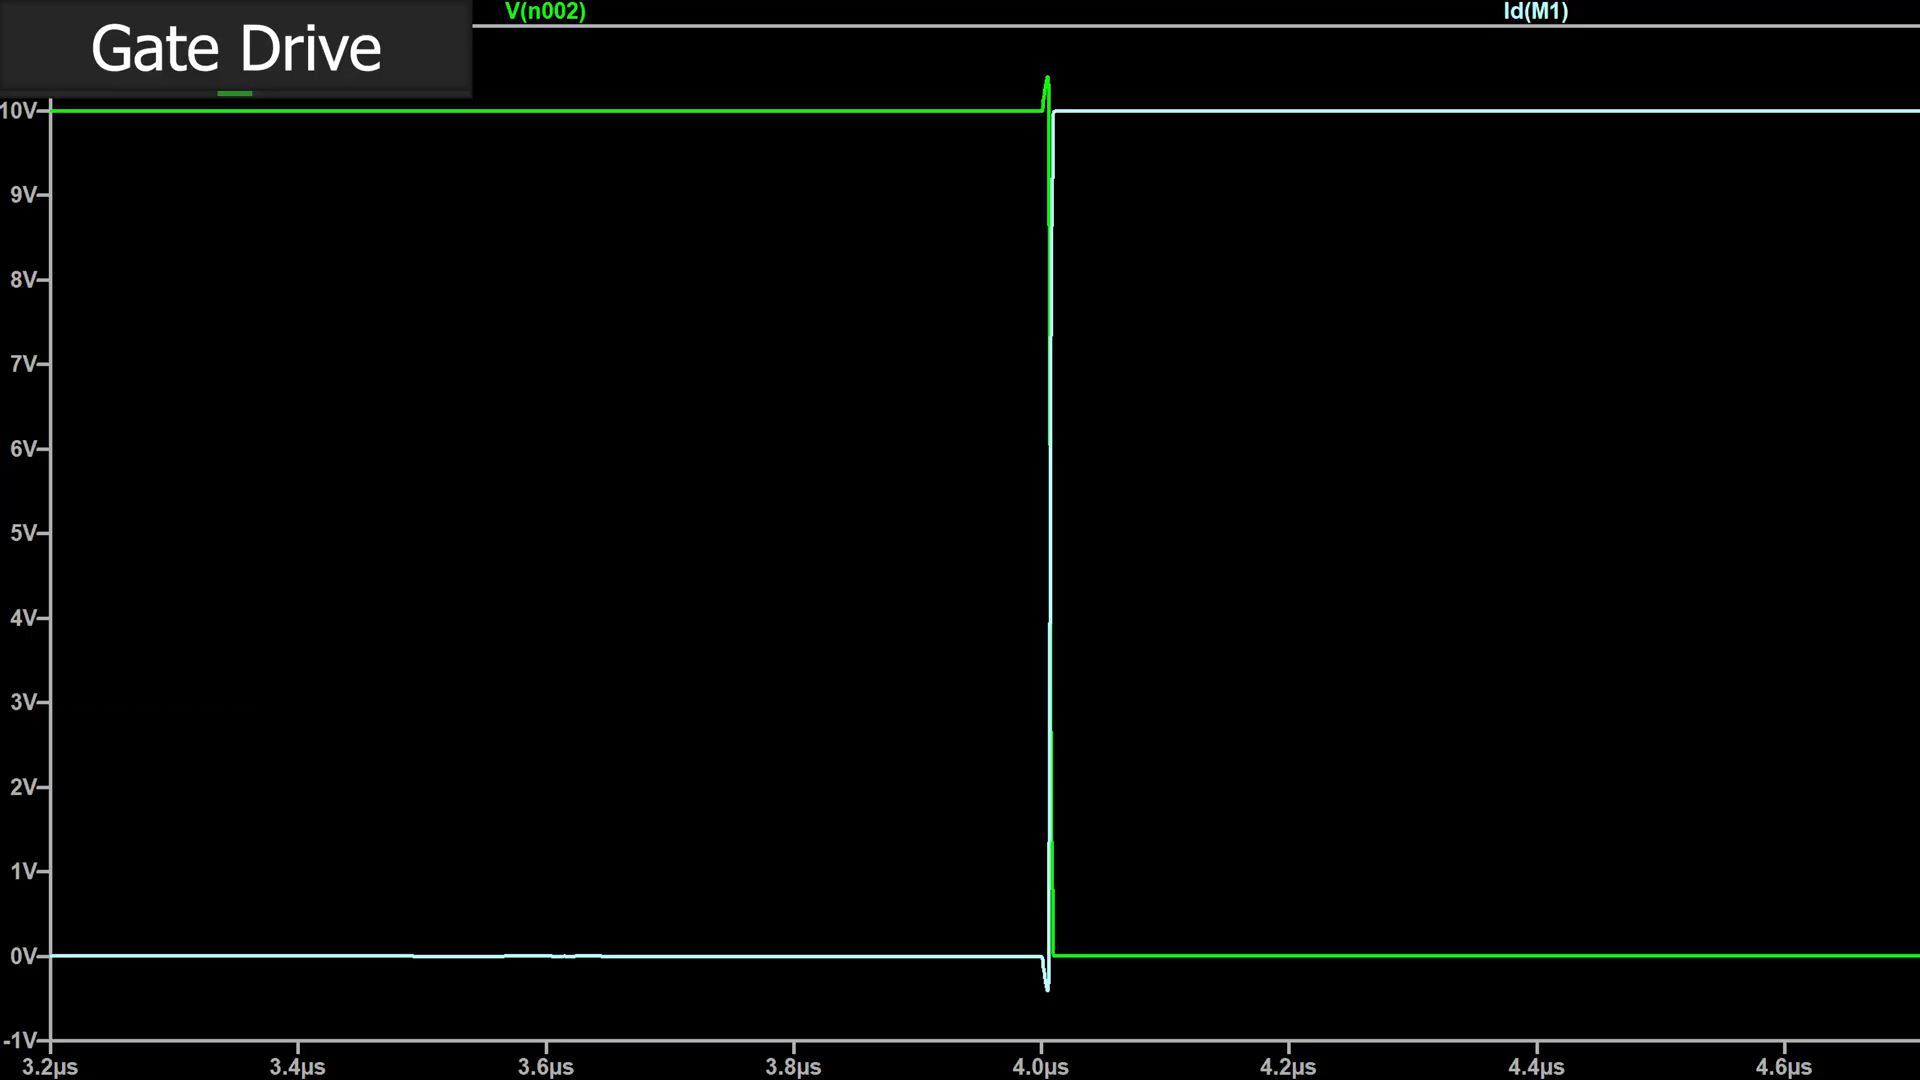 Gate Drive
V(n002) Id(M1)
10V
9V
8V
7V
6V
5V
4V
3V
2V
1V
0V
-1V
3.2µs 3.4µs 3.6µs 3.8µs 4.0µs 4.2µs 4.4µs 4.6µs